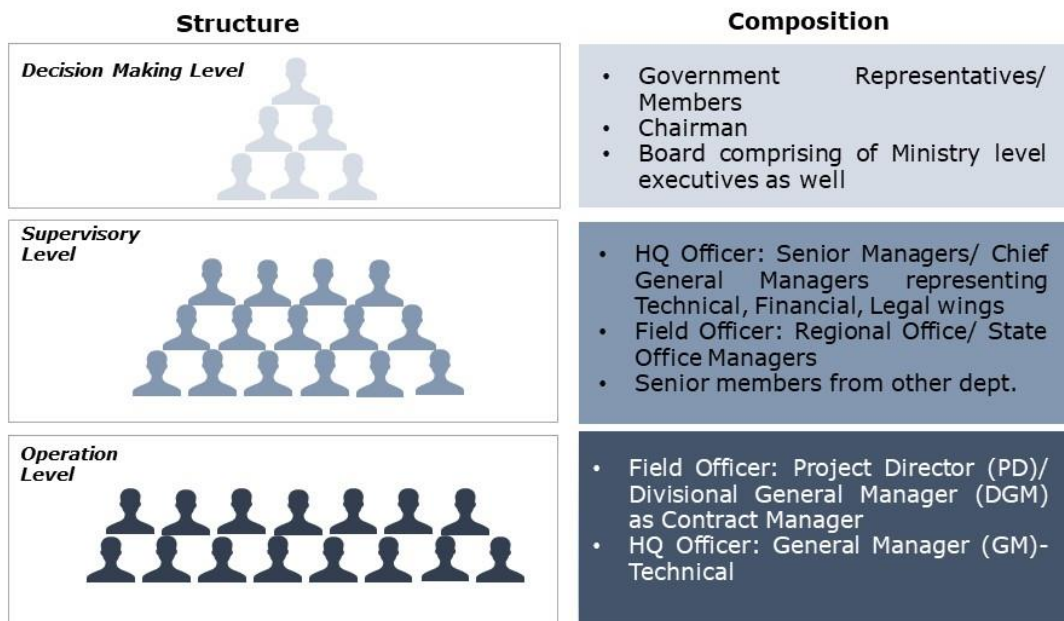 Structure
Composition
Decision Making Level
• Government Representatives/
Members
• Chairman
• Board comprising of Ministry level
executives as well
Supervisory
Level
• HQ Officer: Senior Managers/ Chief
General Managers representing
Technical, Financial, Legal wings
• Field Officer: Regional Office/ State
Office Managers
• Senior members from other dept.
Operation
Level
• Field Officer: Project Director (PD)/
Divisional General Manager (DGM)
as Contract Manager
• HQ Officer: General Manager (GM)-
Technical